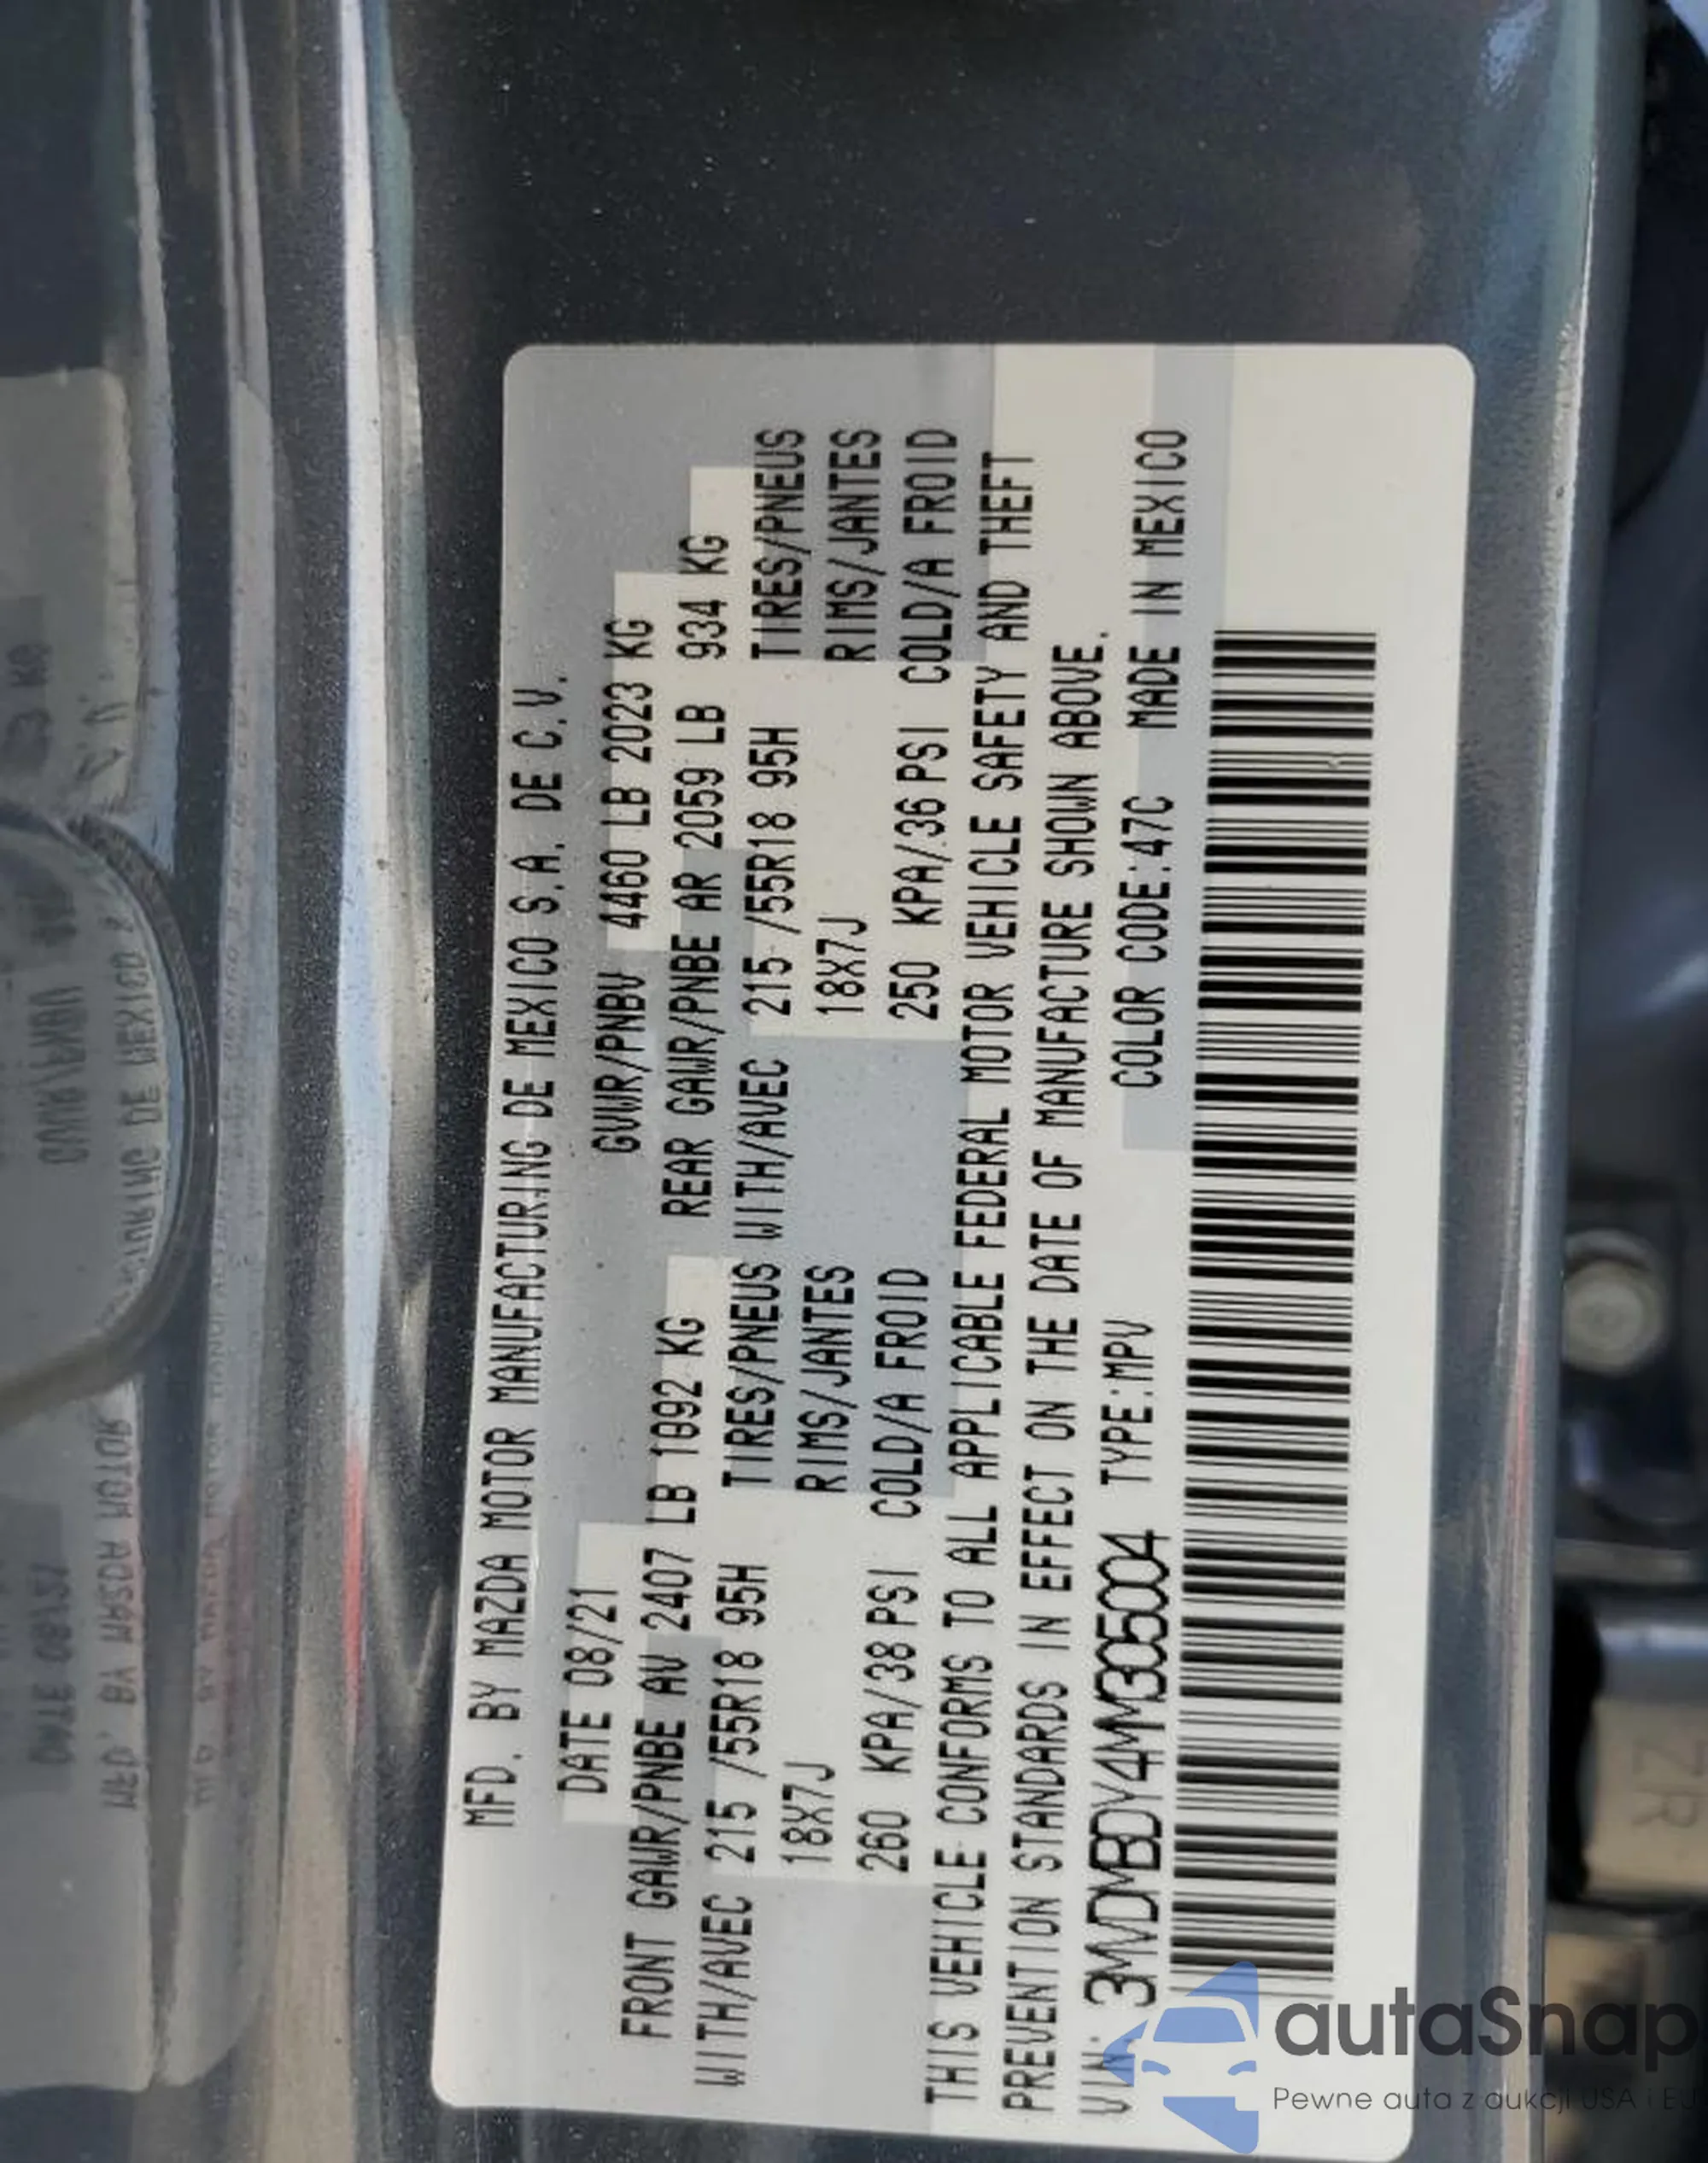 MFD. BY MAZDA MOTOR MANUFACTURING DE MEXICO S.A. DE C.V.
DATE 08/21 GVWR/PNBV 4460 LB 2023 KG
FRONT GAWR/PNBE AV 2407 LB 1092 KG REAR GAWR/PNBE AR 2059 LB 934 KG
WITH/AVEC 215 /55R18 95H TIRES/PNEUS WITH/AVEC 215 /55R18 95H TIRES/PNEUS
18X7J RIMS/JANTES 18X7J RIMS/JANTES
260 KPA/38 PSI COLD/A FROID 250 KPA/36 PSI COLD/A FROID
THIS VEHICLE CONFORMS TO ALL APPLICABLE FEDERAL MOTOR VEHICLE SAFETY AND THEFT
PREVENTION STANDARDS IN EFFECT ON THE DATE OF MANUFACTURE SHOWN ABOVE.
VIN: 3MVDMBDY4MM305004 TYPE:MPV COLOR CODE:47C MADE IN MEXICO
autaSnap
Pewne auta z aukcji USA i